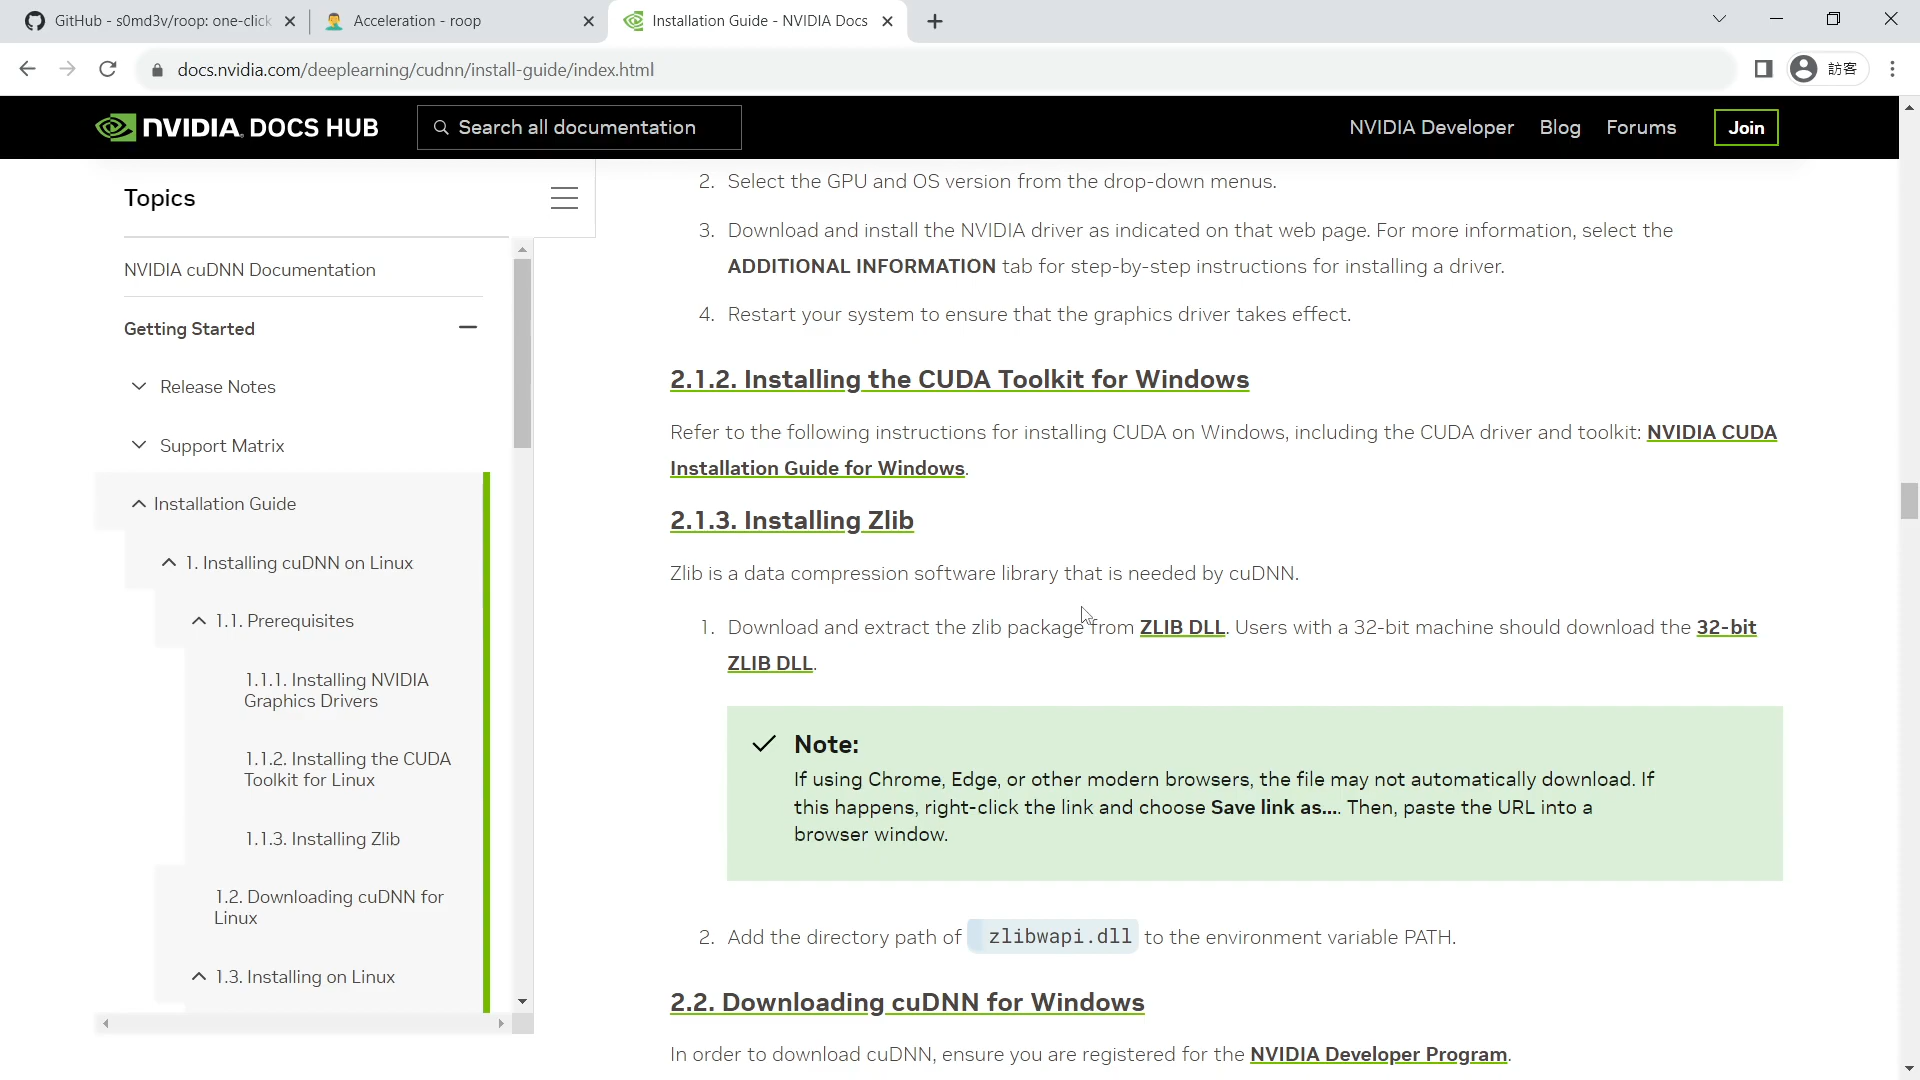 GitHub - s0md3v/roop: one-click
Acceleration - roop
Installation Guide - NVIDIA Docs
docs.nvidia.com/deeplearning/cudnn/install-guide/index.html
訪客
NVIDIA. DOCS HUB
Search all documentation
NVIDIA Developer
Blog
Forums
Join
Topics
NVIDIA cuDNN Documentation
Getting Started
Release Notes
Support Matrix
Installation Guide
1. Installing cuDNN on Linux
1.1. Prerequisites
1.1.1. Installing NVIDIA
Graphics Drivers
1.1.2. Installing the CUDA
Toolkit for Linux
1.1.3. Installing Zlib
1.2. Downloading cuDNN for
Linux
1.3. Installing on Linux
2. Select the GPU and OS version from the drop-down menus.
3. Download and install the NVIDIA driver as indicated on that web page. For more information, select the
ADDITIONAL INFORMATION tab for step-by-step instructions for installing a driver.
4. Restart your system to ensure that the graphics driver takes effect.
2.1.2. Installing the CUDA Toolkit for Windows
Refer to the following instructions for installing CUDA on Windows, including the CUDA driver and toolkit: NVIDIA CUDA
Installation Guide for Windows.
2.1.3. Installing Zlib
Zlib is a data compression software library that is needed by cuDNN.
1. Download and extract the zlib package from ZLIB DLL. Users with a 32-bit machine should download the 32-bit
ZLIB DLL.
Note:
If using Chrome, Edge, or other modern browsers, the file may not automatically download. If
this happens, right-click the link and choose Save link as.... Then, paste the URL into a
browser window.
2. Add the directory path of zlibwapi.dll to the environment variable PATH.
2.2. Downloading cuDNN for Windows
In order to download cuDNN, ensure you are registered for the NVIDIA Developer Program.